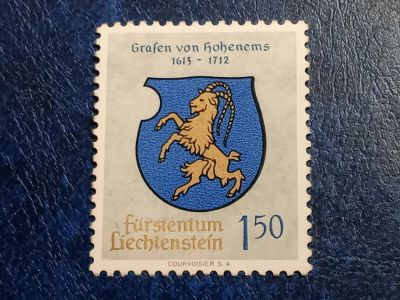 Grafen von Hohenems
1613 - 1712
Fürstentum
Liechtenstein
1 50
COURVOISIER S. A.